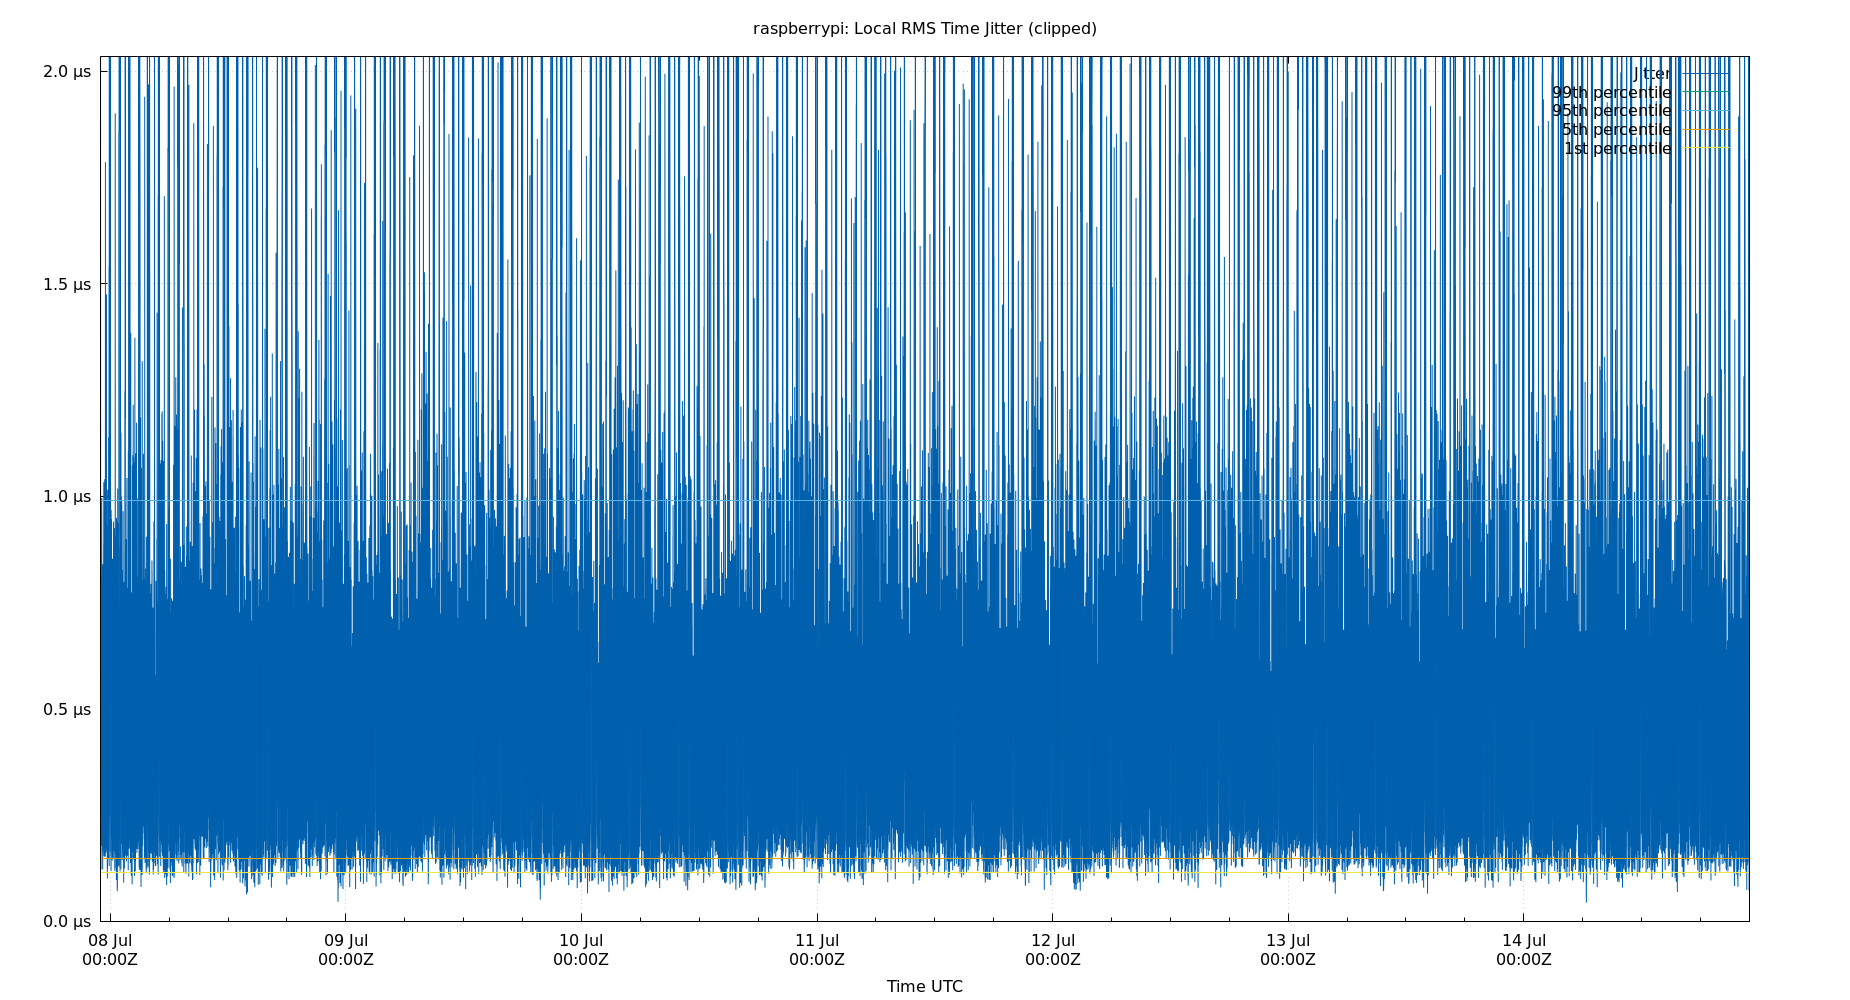 raspberrypi: Local RMS Time Jitter (clipped)
2.0 µs
Jitter
99th percentile
95th percentile
5th percentile
1st percentile
1.5 µs
1.0 µs
0.5 µs
0.0 µs
08 Jul 09 Jul 10 Jul 11 Jul 12 Jul 13 Jul 14 Jul
00:00Z 00:00Z 00:00Z 00:00Z 00:00Z 00:00Z 00:00Z
Time UTC